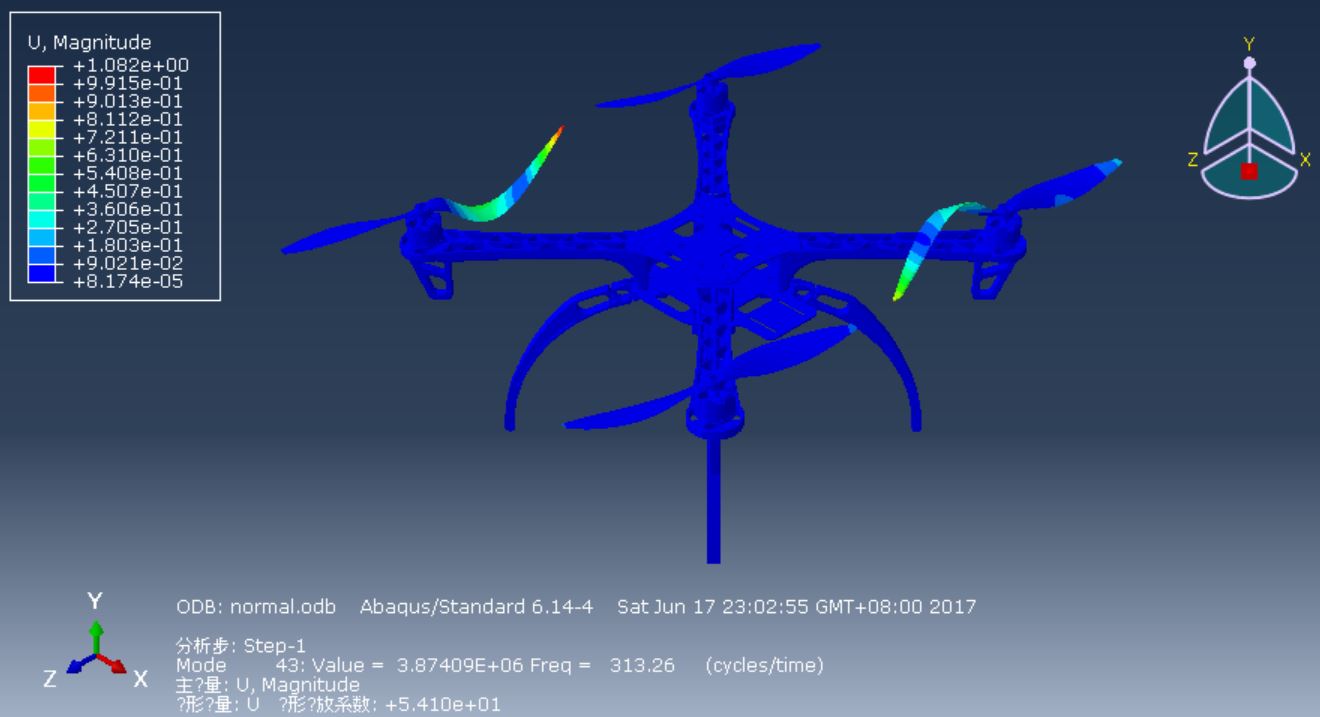 U, Magnitude
+1.082e+00
+9.915e-01
+9.013e-01
+8.112e-01
+7.211e-01
+6.310e-01
+5.408e-01
+4.507e-01
+3.606e-01
+2.705e-01
+1.803e-01
+9.021e-02
+8.174e-05
Y
Z
X
Y
Z
X
ODB: normal.odb Abaqus/Standard 6.14-4 Sat Jun 17 23:02:55 GMT+08:00 2017
分析步: Step-1
Mode 43: Value = 3.87409E+06 Freq = 313.26 (cycles/time)
主?量: U, Magnitude
?形?量: U ?形?放系数: +5.410e+01